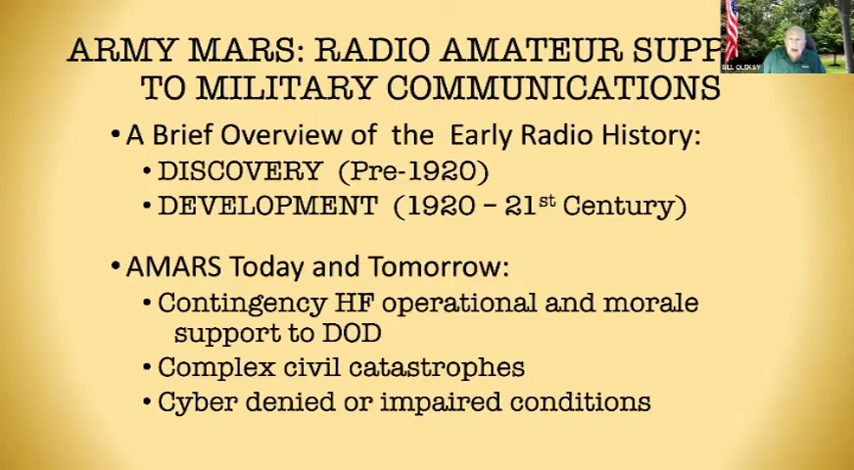 ARMY MARS: RADIO AMATEUR SUPP
TO MILITARY COMMUNICATIONS
• A Brief Overview of the Early Radio History:
• DISCOVERY (Pre-1920)
• DEVELOPMENT (1920 – 21st Century)
• AMARS Today and Tomorrow:
• Contingency HF operational and morale
support to DOD
• Complex civil catastrophes
• Cyber denied or impaired conditions